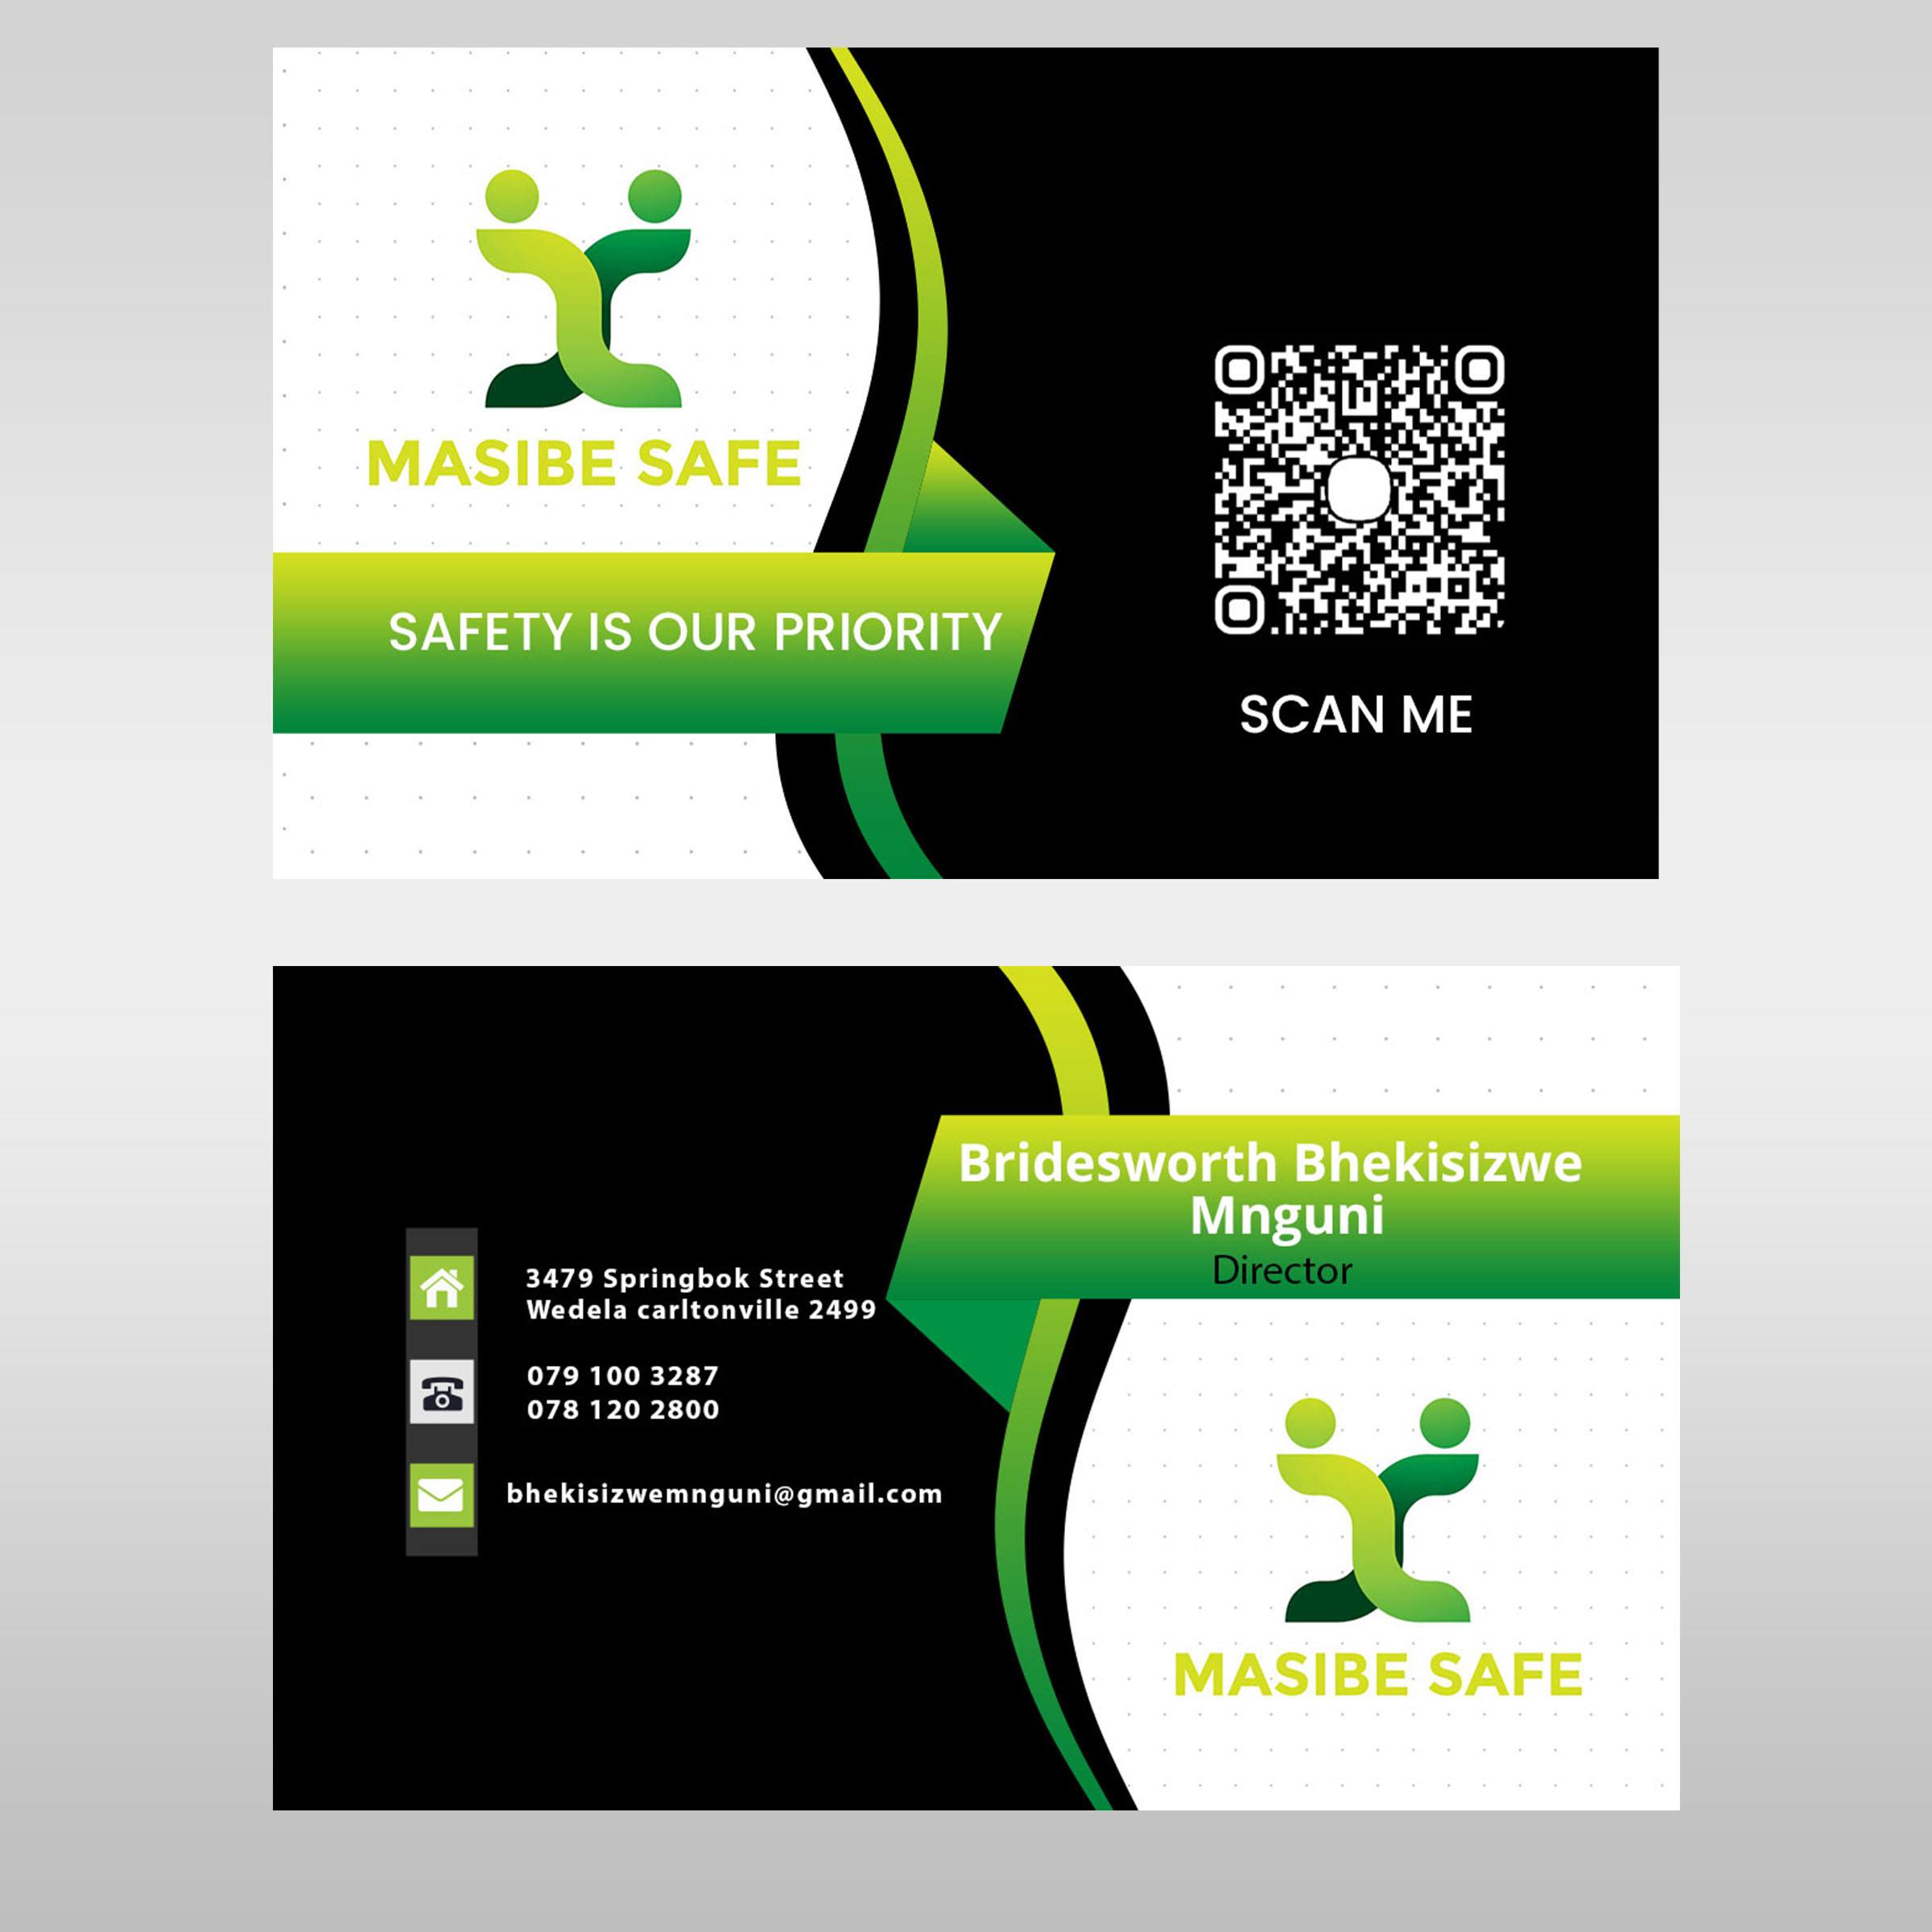 MASIBE SAFE
SAFETY IS OUR PRIORITY
SCAN ME
Bridesworth Bhekisizwe
Mnguni
Director
3479 Springbok Street
Wedela carltonville 2499
079 100 3287
078 120 2800
bhekisizwemnguni@gmail.com
MASIBE SAFE